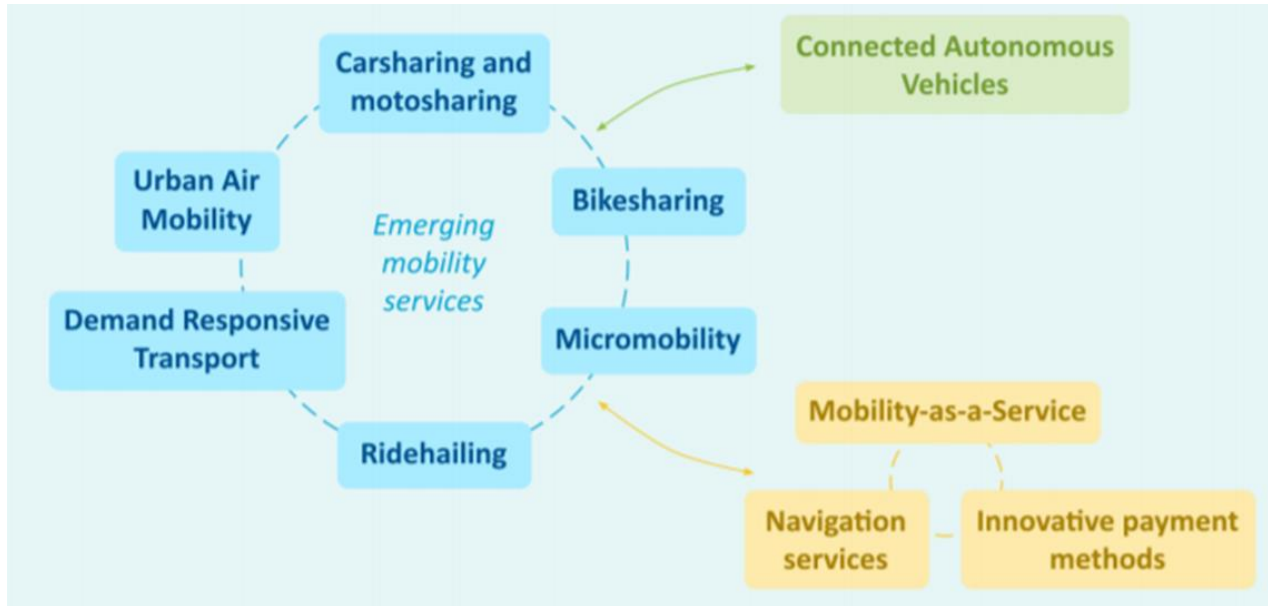 Carsharing and
motosharing
Connected Autonomous
Vehicles
Urban Air
Mobility
Bikesharing
Emerging
mobility
services
Demand Responsive
Transport
Micromobility
Ridehailing
Mobility-as-a-Service
Navigation
services
Innovative payment
methods